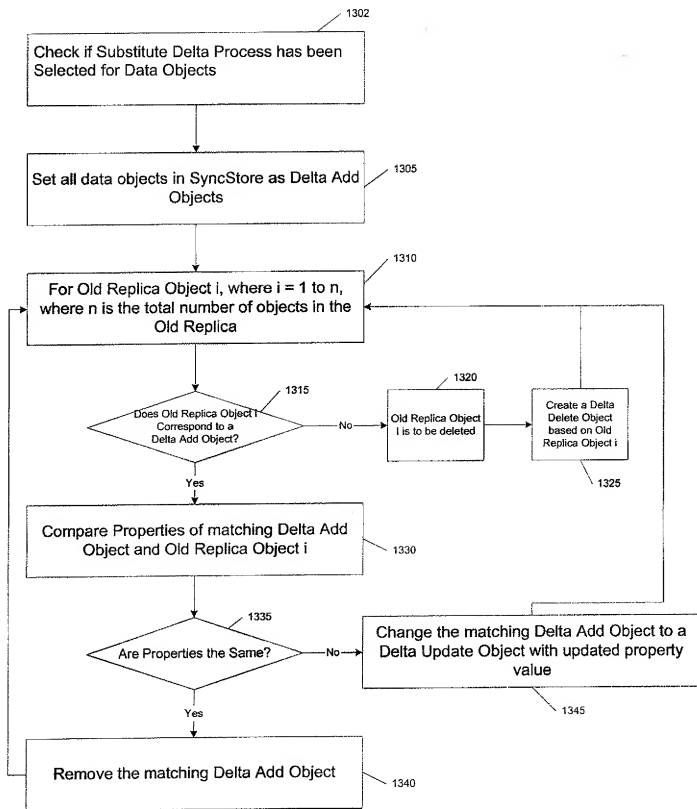 1302
Check if Substitute Delta Process has been
Selected for Data Objects
Set all data objects in SyncStore as Delta Add
Objects
1305
1310
For Old Replica Object i, where i = 1 to n,
where n is the total number of objects in the
Old Replica
1315
Does Old Replica Object I
Correspond to a
Delta Add Object?
No
1320
Old Replica Object
I is to be deleted
Create a Delta
Delete Object
based on Old
Replica Object i
1325
Yes
Compare Properties of matching Delta Add
Object and Old Replica Object i
1330
1335
Are Properties the Same?
No
Change the matching Delta Add Object to a
Delta Update Object with updated property
value
1345
Yes
Remove the matching Delta Add Object
1340